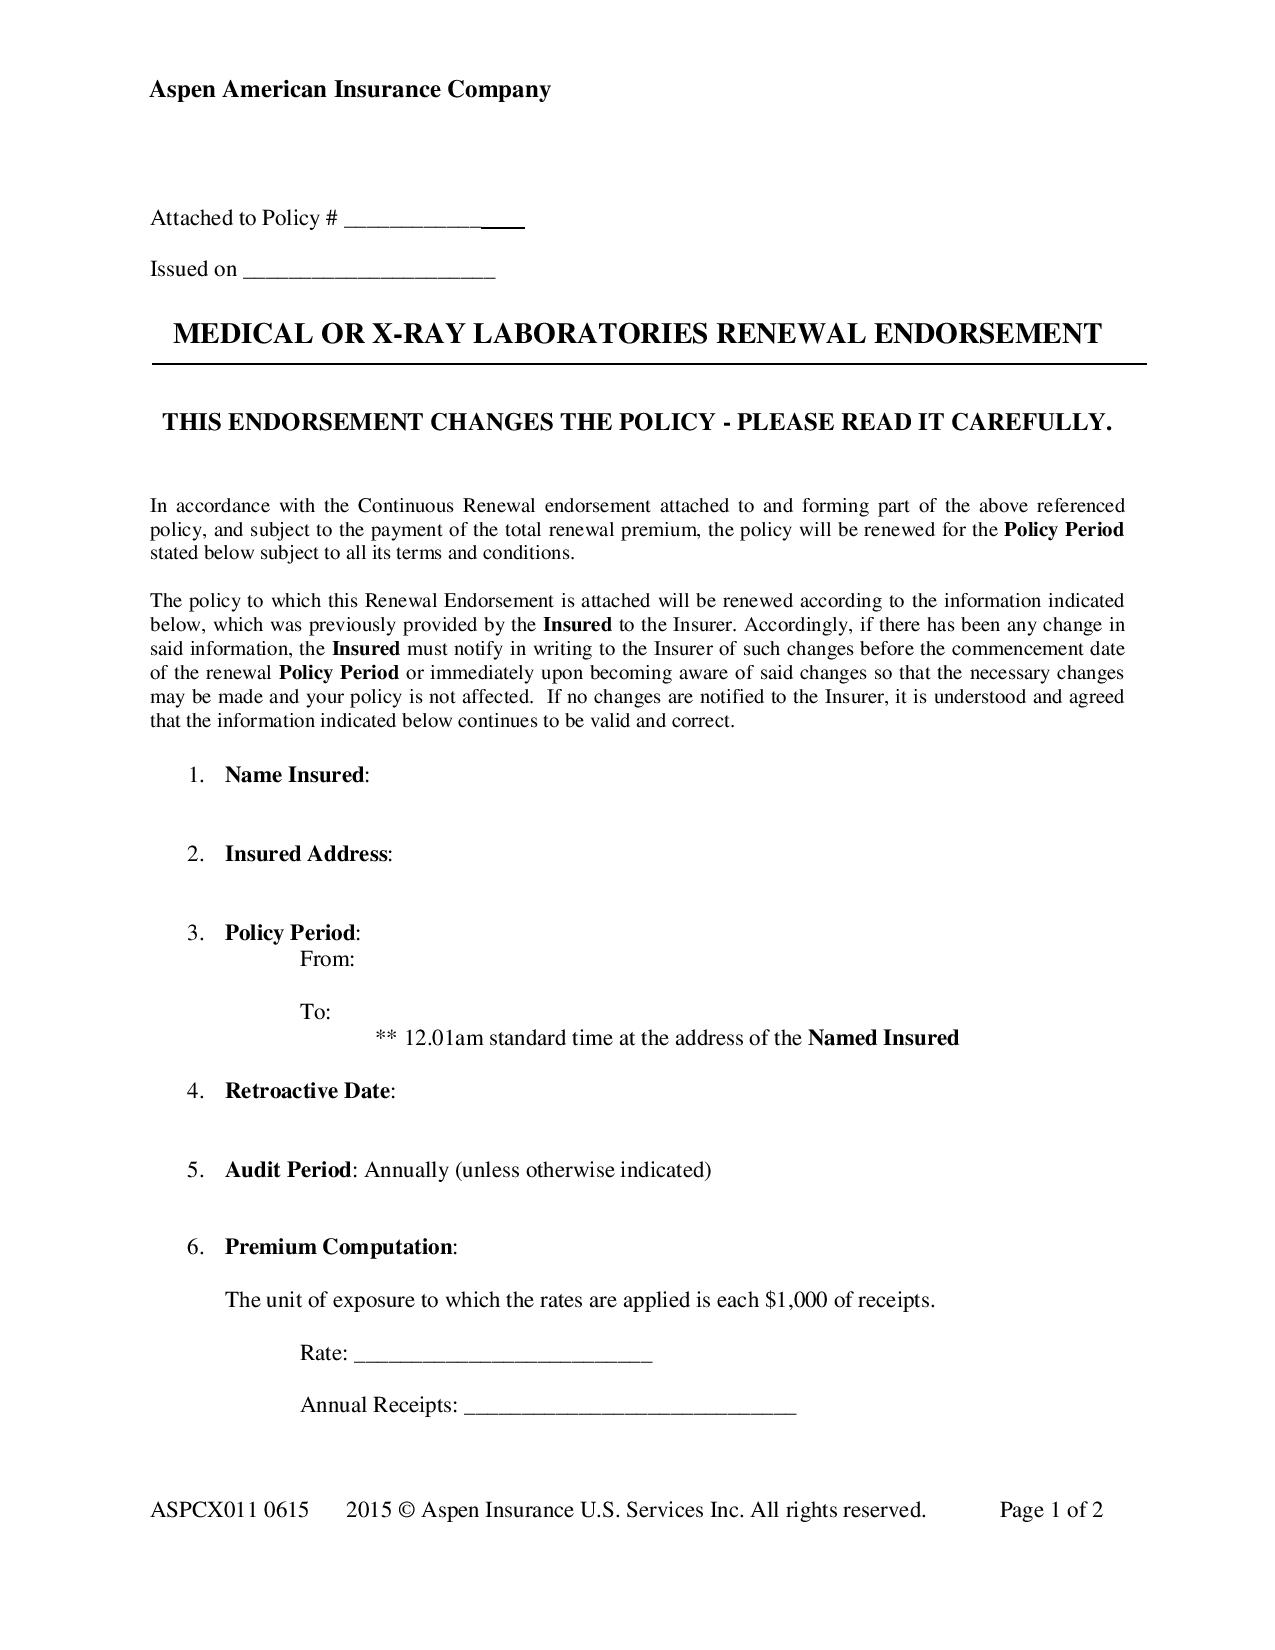 Aspen American Insurance Company
Attached to Policy # ________________
Issued on ______________________
MEDICAL OR X-RAY LABORATORIES RENEWAL ENDORSEMENT
THIS ENDORSEMENT CHANGES THE POLICY - PLEASE READ IT CAREFULLY.
In accordance with the Continuous Renewal endorsement attached to and forming part of the above referenced
policy, and subject to the payment of the total renewal premium, the policy will be renewed for the Policy Period
stated below subject to all its terms and conditions.
The policy to which this Renewal Endorsement is attached will be renewed according to the information indicated
below, which was previously provided by the Insured to the Insurer. Accordingly, if there has been any change in
said information, the Insured must notify in writing to the Insurer of such changes before the commencement date
of the renewal Policy Period or immediately upon becoming aware of said changes so that the necessary changes
may be made and your policy is not affected.  If no changes are notified to the Insurer, it is understood and agreed
that the information indicated below continues to be valid and correct.
1. Name Insured:
2. Insured Address:
3. Policy Period:
From:
To:
** 12.01am standard time at the address of the Named Insured
4. Retroactive Date:
5. Audit Period: Annually (unless otherwise indicated)
6. Premium Computation:
The unit of exposure to which the rates are applied is each $1,000 of receipts.
Rate: __________________________
Annual Receipts: _____________________________
ASPCX011 0615 2015 © Aspen Insurance U.S. Services Inc. All rights reserved. Page 1 of 2